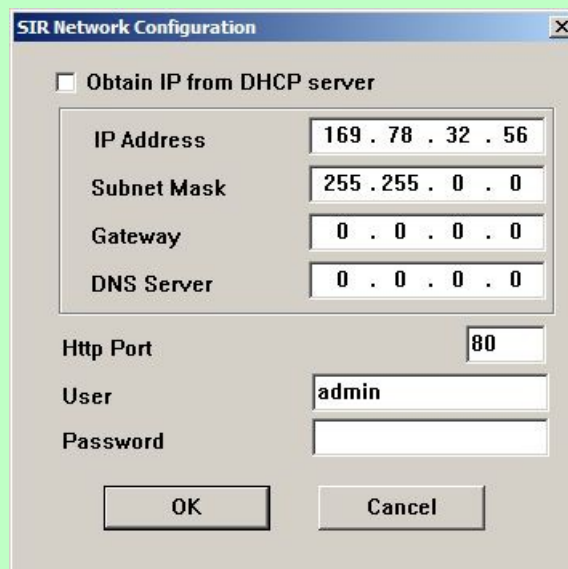 SIR Network Configuration
Obtain IP from DHCP server
IP Address 169 . 78 . 32 . 56
Subnet Mask 255 . 255 . 0 . 0
Gateway 0 . 0 . 0 . 0
DNS Server 0 . 0 . 0 . 0
Http Port 80
User admin
Password
OK Cancel